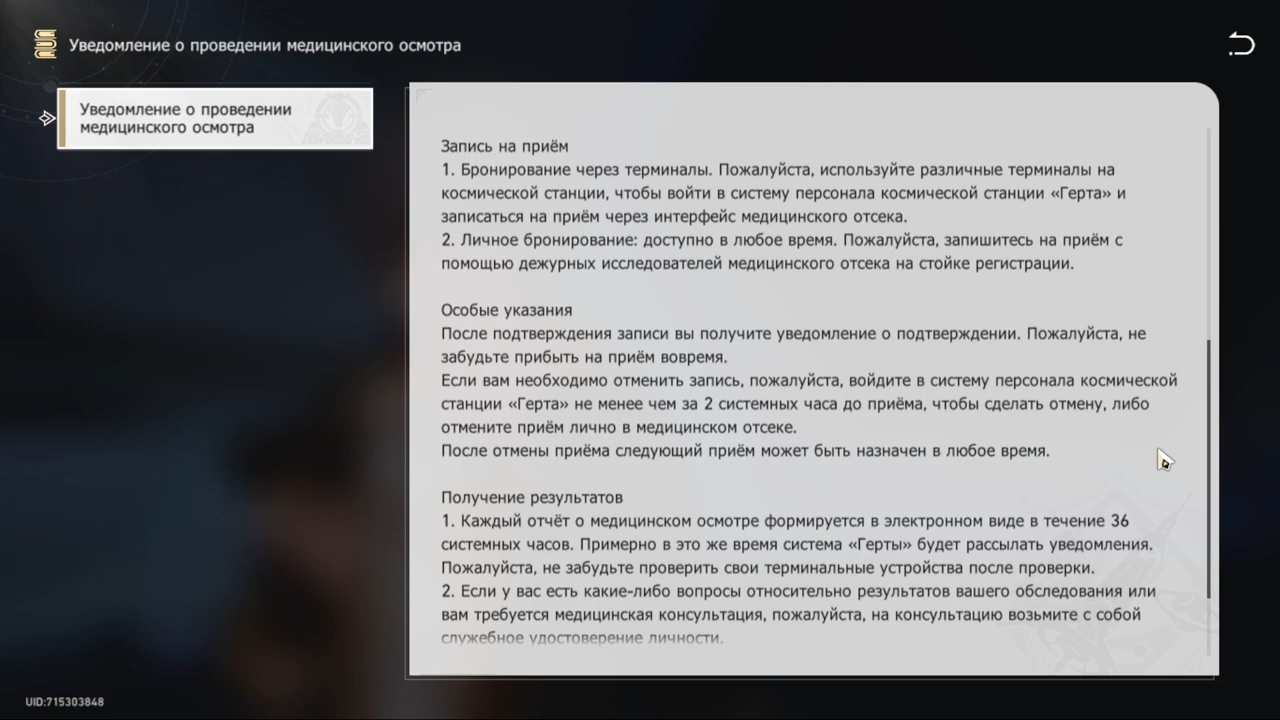 Уведомление о проведении медицинского осмотра
Уведомление о проведении
медицинского осмотра
Запись на приём
1. Бронирование через терминалы. Пожалуйста, используйте различные терминалы на
космической станции, чтобы войти в систему персонала космической станции «Герта» и
записаться на приём через интерфейс медицинского отсека.
2. Личное бронирование: доступно в любое время. Пожалуйста, запишитесь на приём с
помощью дежурных исследователей медицинского отсека на стойке регистрации.
Особые указания
После подтверждения записи вы получите уведомление о подтверждении. Пожалуйста, не
забудьте прибыть на приём вовремя.
Если вам необходимо отменить запись, пожалуйста, войдите в систему персонала космической
станции «Герта» не менее чем за 2 системных часа до приёма, чтобы сделать отмену, либо
отмените приём лично в медицинском отсеке.
После отмены приёма следующий приём может быть назначен в любое время.
Получение результатов
1. Каждый отчёт о медицинском осмотре формируется в электронном виде в течение 36
системных часов. Примерно в это же время система «Герты» будет рассылать уведомления.
Пожалуйста, не забудьте проверить свои терминальные устройства после проверки.
2. Если у вас есть какие-либо вопросы относительно результатов вашего обследования или
вам требуется медицинская консультация, пожалуйста, на консультацию возьмите с собой
служебное удостоверение личности.
UID:715303848